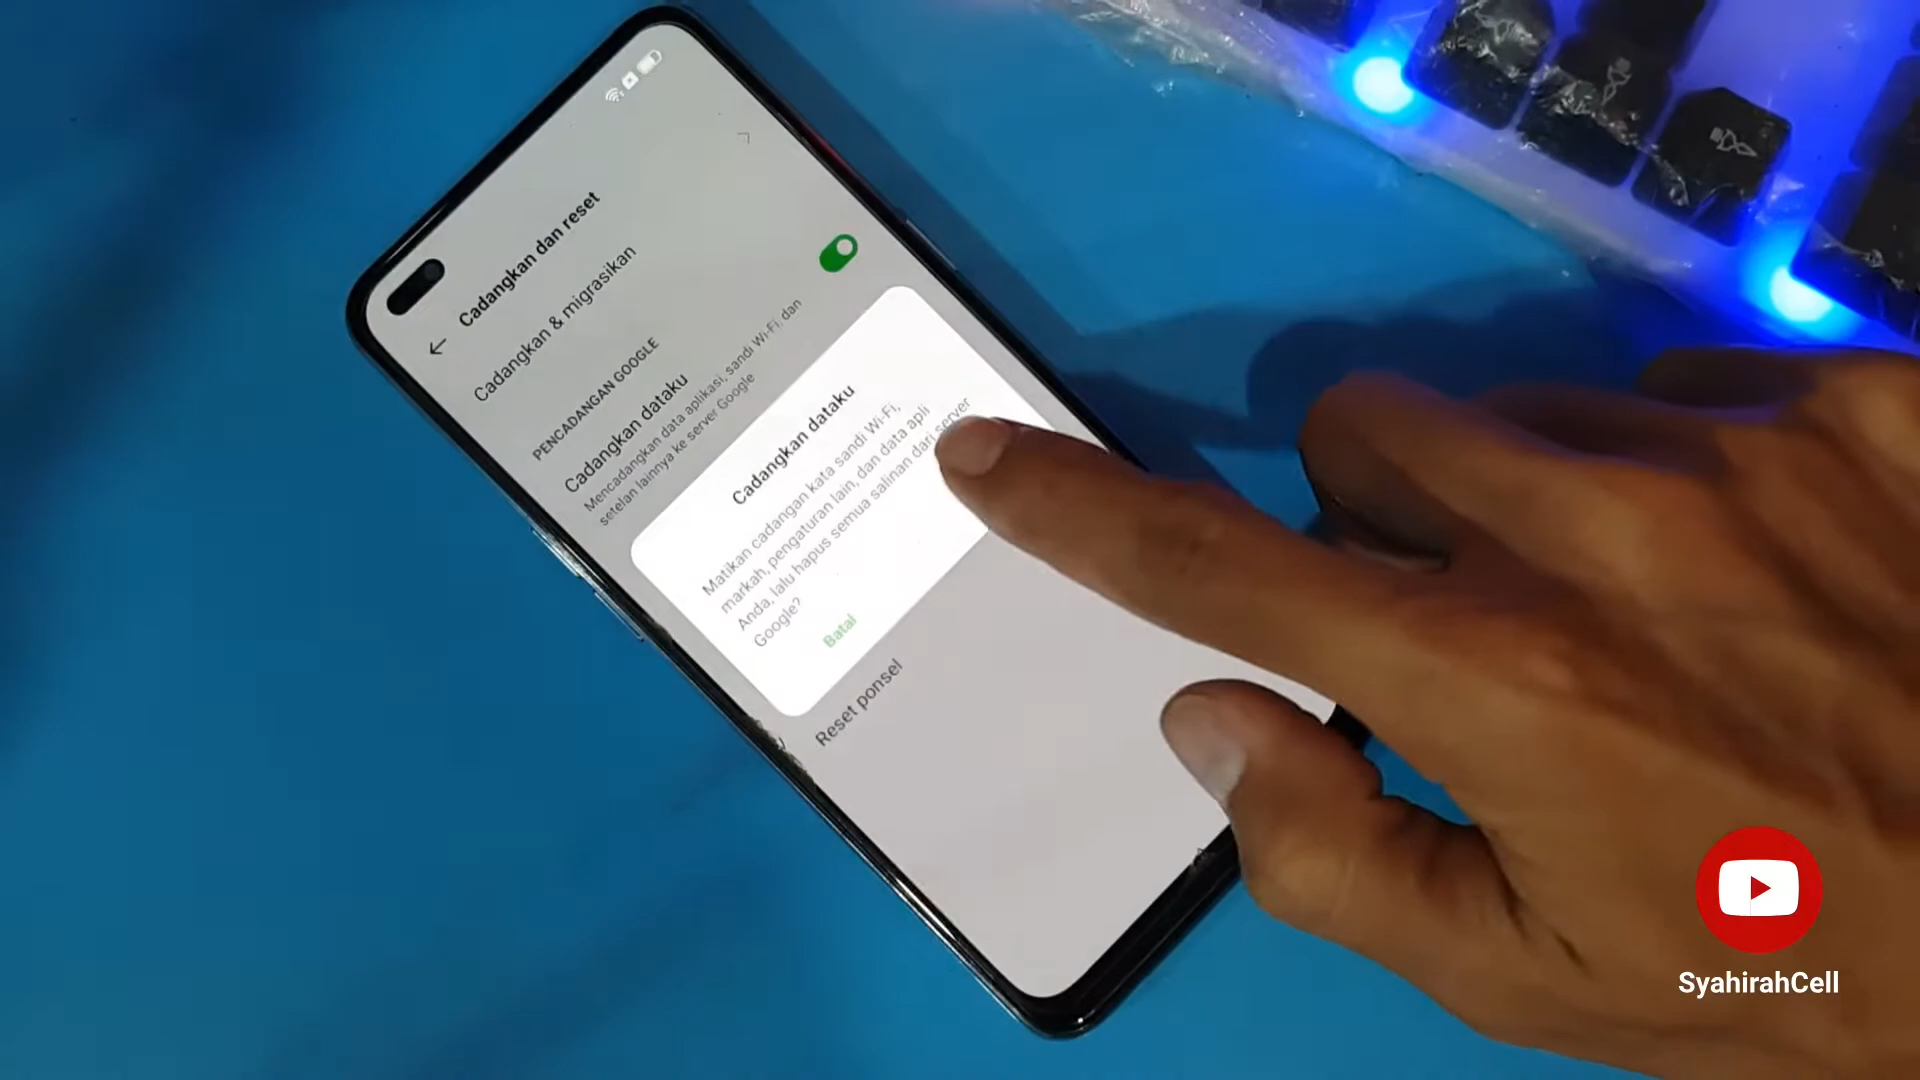 Cadangkan dan reset
Cadangkan & migrasikan
PENCADANGAN GOOGLE
Cadangkan dataku
Mencadangkan data aplikasi, sandi Wi-Fi, dan
setelan lainnya ke server Google
Cadangkan dataku
Matikan cadangan kata sandi Wi-Fi,
markah, pengaturan lain, dan data apli
Anda, lalu hapus semua salinan dari server
Google?
Batal
Reset ponsel
SyahirahCell